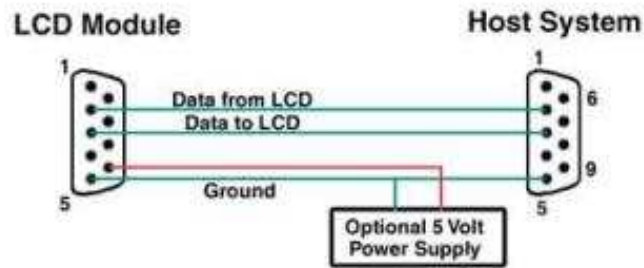 LCD Module
Host System
1
1
6
Data from LCD
Data to LCD
9
5
Ground
5
Optional 5 Volt
Power Supply